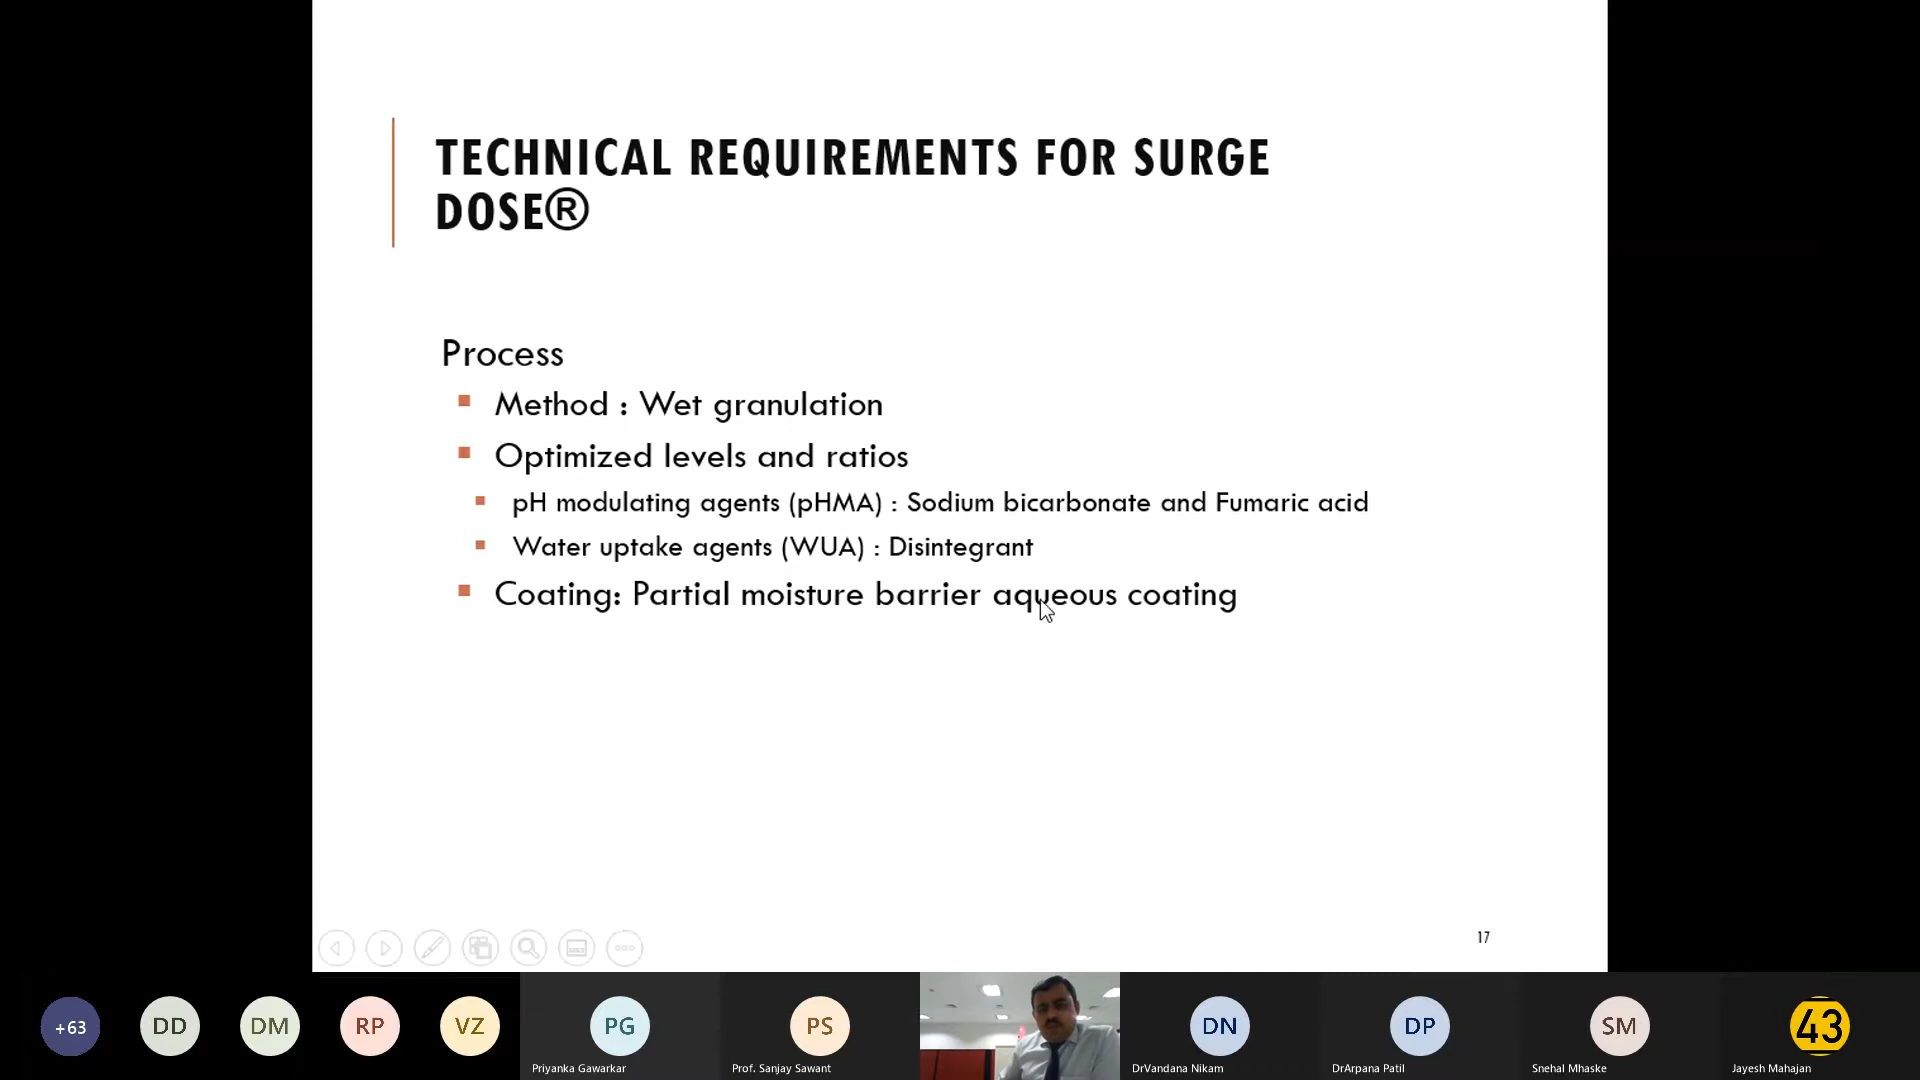 TECHNICAL REQUIREMENTS FOR SURGE
DOSE®
Process
Method : Wet granulation
Optimized levels and ratios
pH modulating agents (pHMA) : Sodium bicarbonate and Fumaric acid
Water uptake agents (WUA) : Disintegrant
Coating: Partial moisture barrier aqueous coating
17
+63
DD
DM
RP
VZ
PG
PS
DN
DP
SM
43
Priyanka Gawarkar
Prof. Sanjay Sawant
DrVandana Nikam
DrArpana Patil
Snehal Mhaske
Jayesh Mahajan